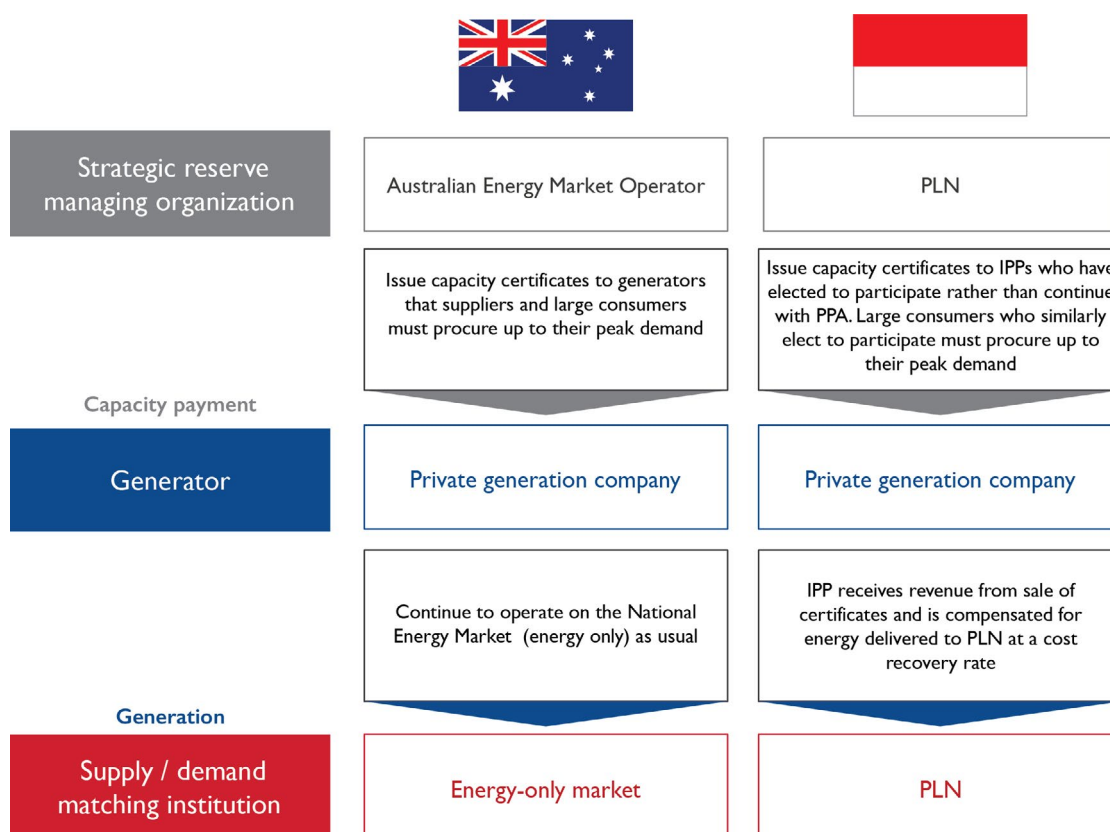 Strategic reserve
managing organization
Australian Energy Market Operator
PLN
Issue capacity certificates to generators
that suppliers and large consumers
must procure up to their peak demand
Issue capacity certificates to IPPs who have
elected to participate rather than continue
with PPA. Large consumers who similarly
elect to participate must procure up to
their peak demand
Capacity payment
Generator
Private generation company
Private generation company
Continue to operate on the National
Energy Market (energy only) as usual
IPP receives revenue from sale of
certificates and is compensated for
energy delivered to PLN at a cost
recovery rate
Generation
Supply / demand
matching institution
Energy-only market
PLN